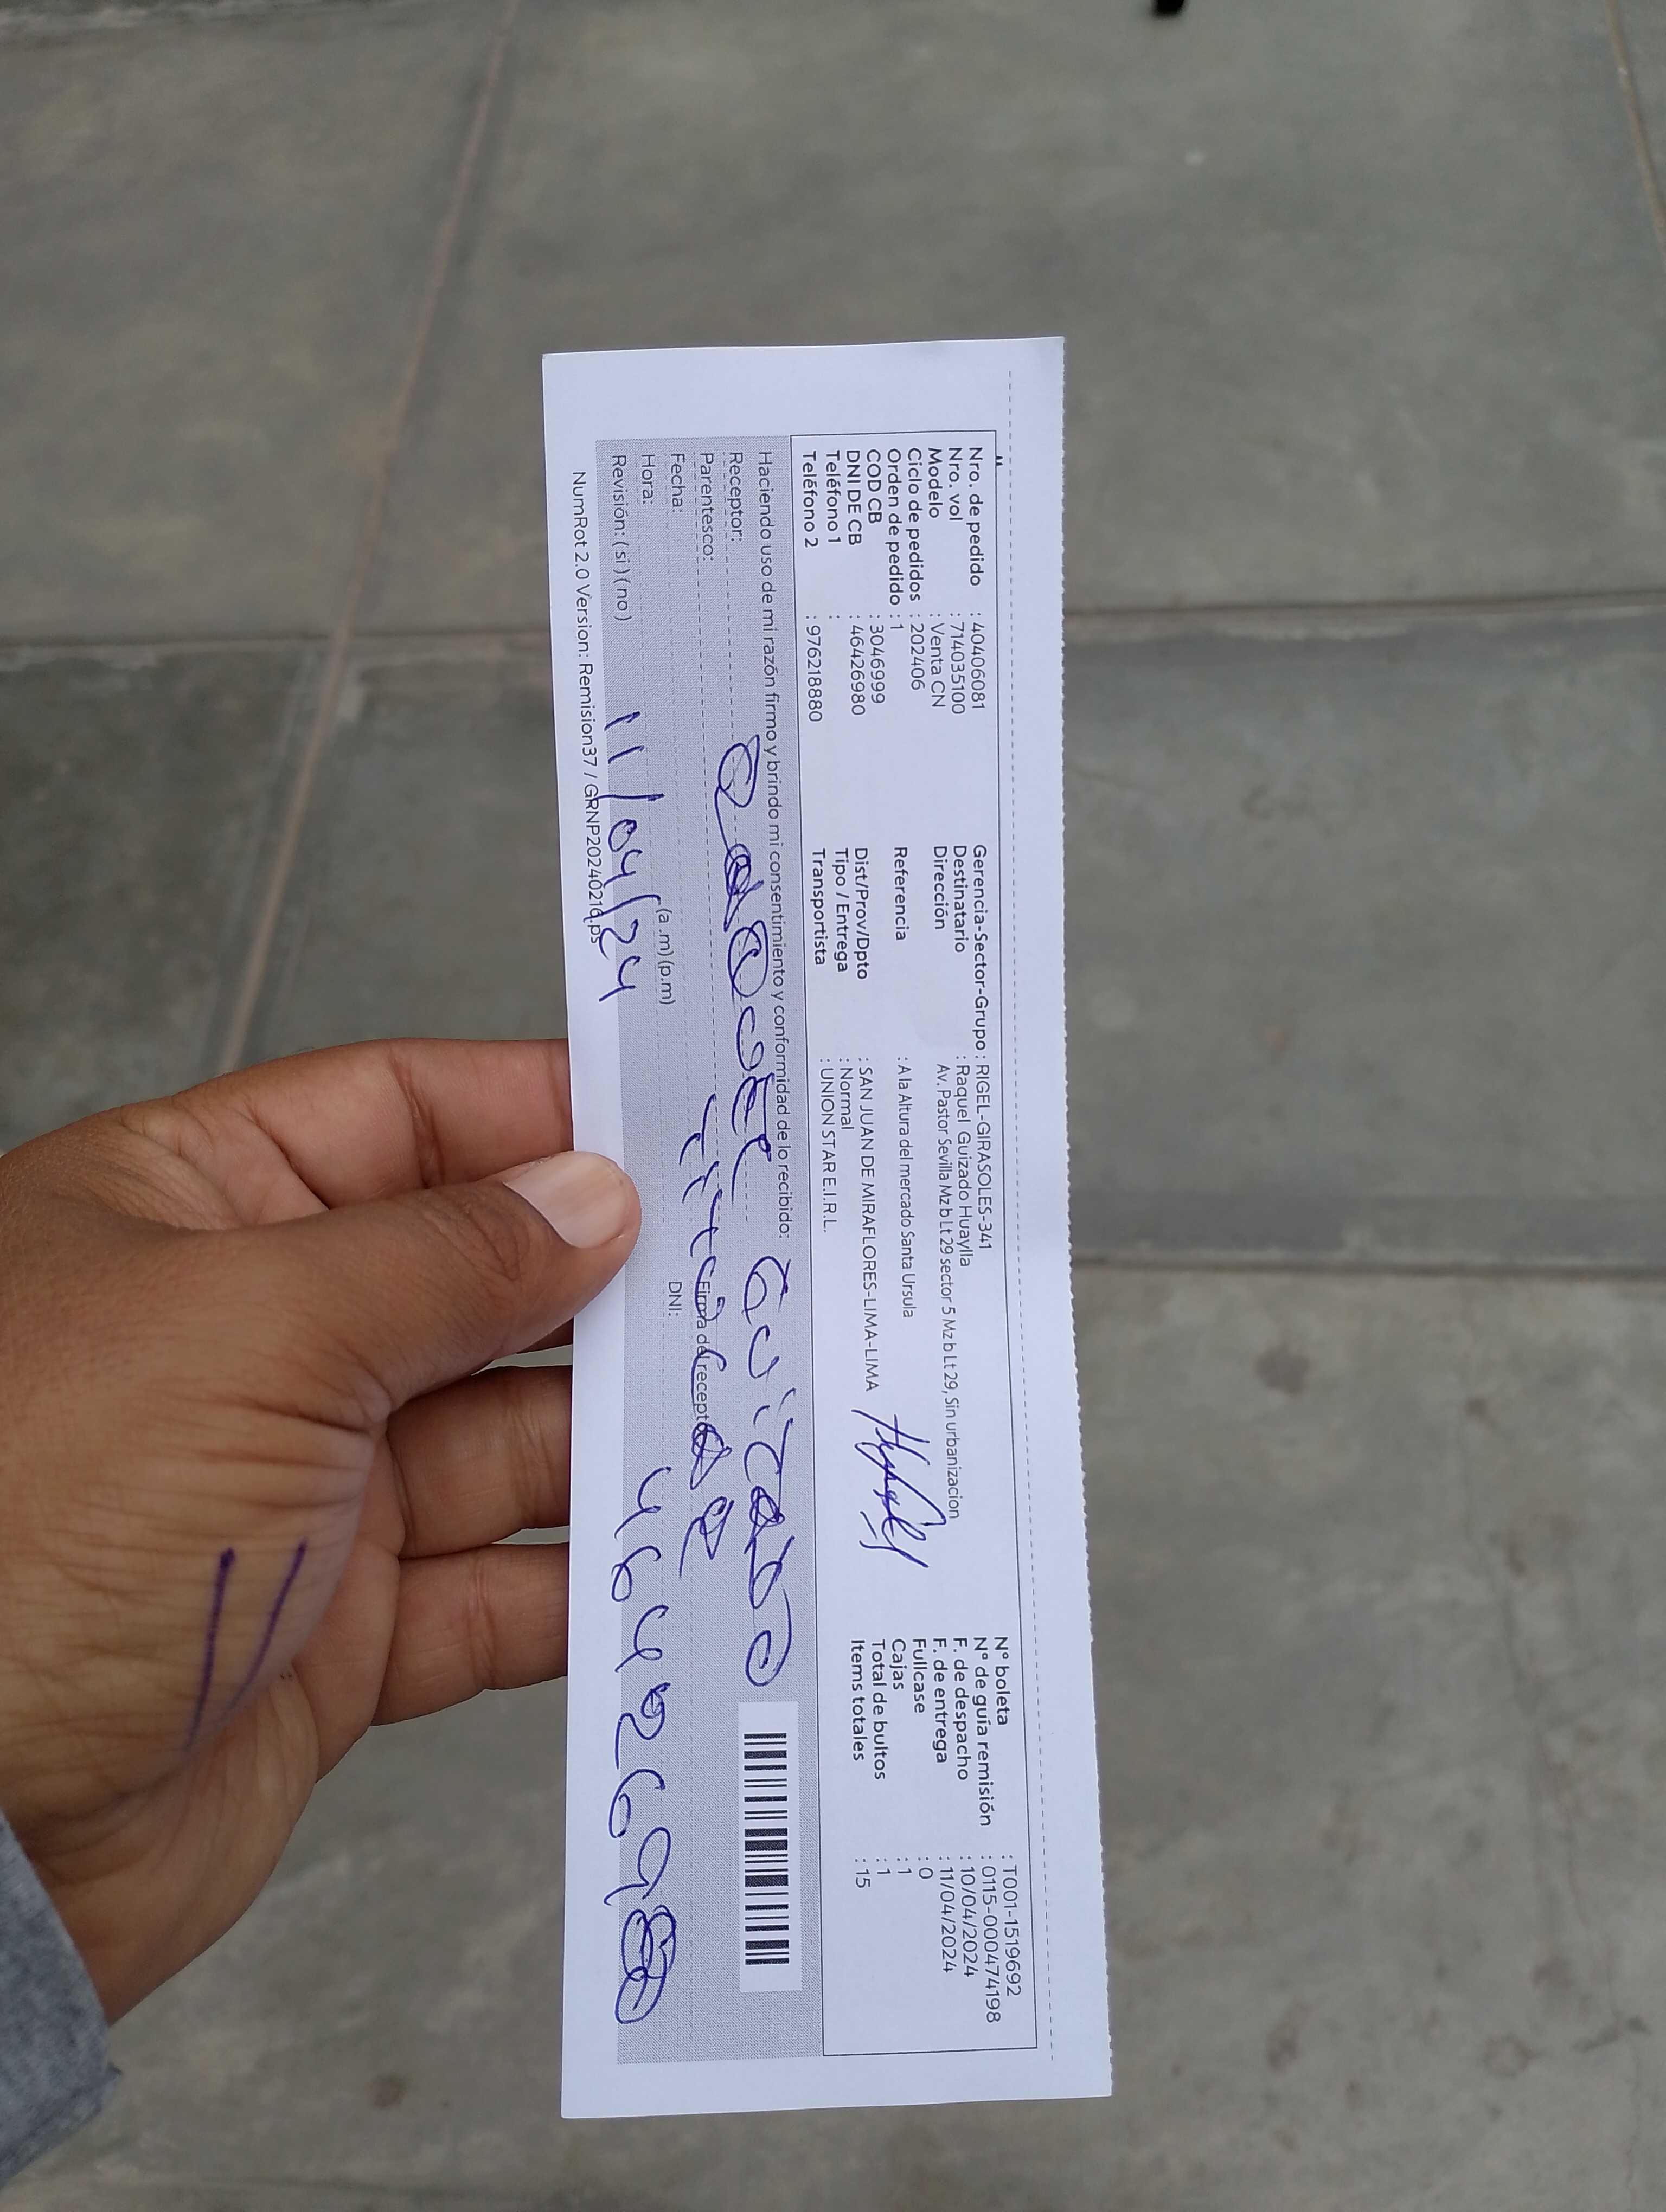 Nro. de pedido : 40406081
Nro. vol : 714035100
Modelo : Venta CN
Ciclo de pedidos : 202406
Orden de pedido : 1
COD CB : 3046999
DNI DE CB : 46426980
Teléfono 1 :
Teléfono 2 : 976218880
Gerencia-Sector-Grupo : RIGEL-GIRASOLES-341
Destinatario : Raquel Guizado Huaylla
Dirección Av. Pastor Sevilla Mz b Lt 29 sector 5 Mz b Lt 29, Sin urbanizacion
Referencia : A la Altura del mercado Santa Ursula
Dist/Prov/Dpto : SAN JUAN DE MIRAFLORES-LIMA-LIMA
Tipo / Entrega : Normal
Transportista : UNION STAR E.I.R.L.
N° boleta : T001-1519692
N° de guía remisión : 0115-000474198
F. de despacho : 10/04/2024
F. de entrega : 11/04/2024
Fullcase : 0
Cajas : 1
Total de bultos : 1
Items totales : 15
Haciendo uso de mi razón firmo y brindo mi consentimiento y conformidad de lo recibido:
Receptor: Guizado
Parentesco:
Firma del receptor
Fecha:
DNI: 46426980
Hora: (a.m) (p.m)
Revisión: ( si ) ( no ) 11/04/24
NumRot 2.0 Version: Remision37 / GRNP20240216.ps